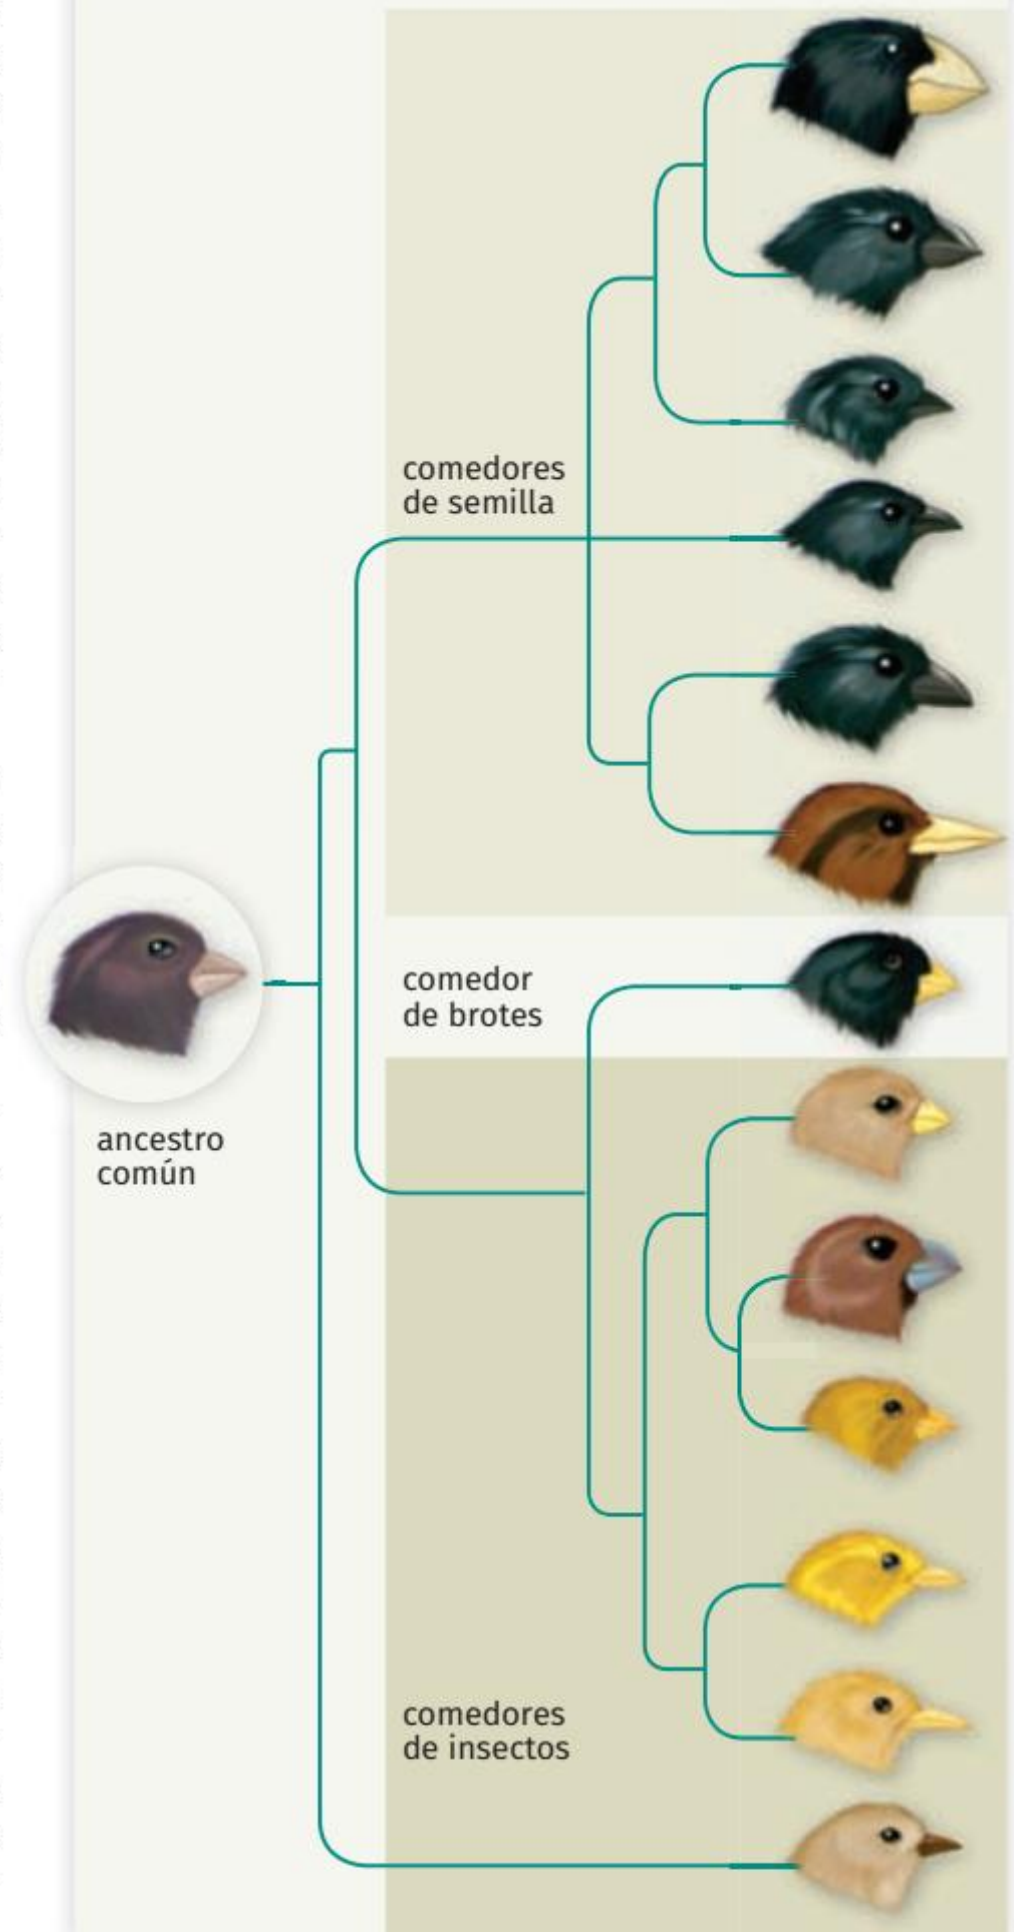 comedores
de semilla
comedor
de brotes
ancestro
común
comedores
de insectos